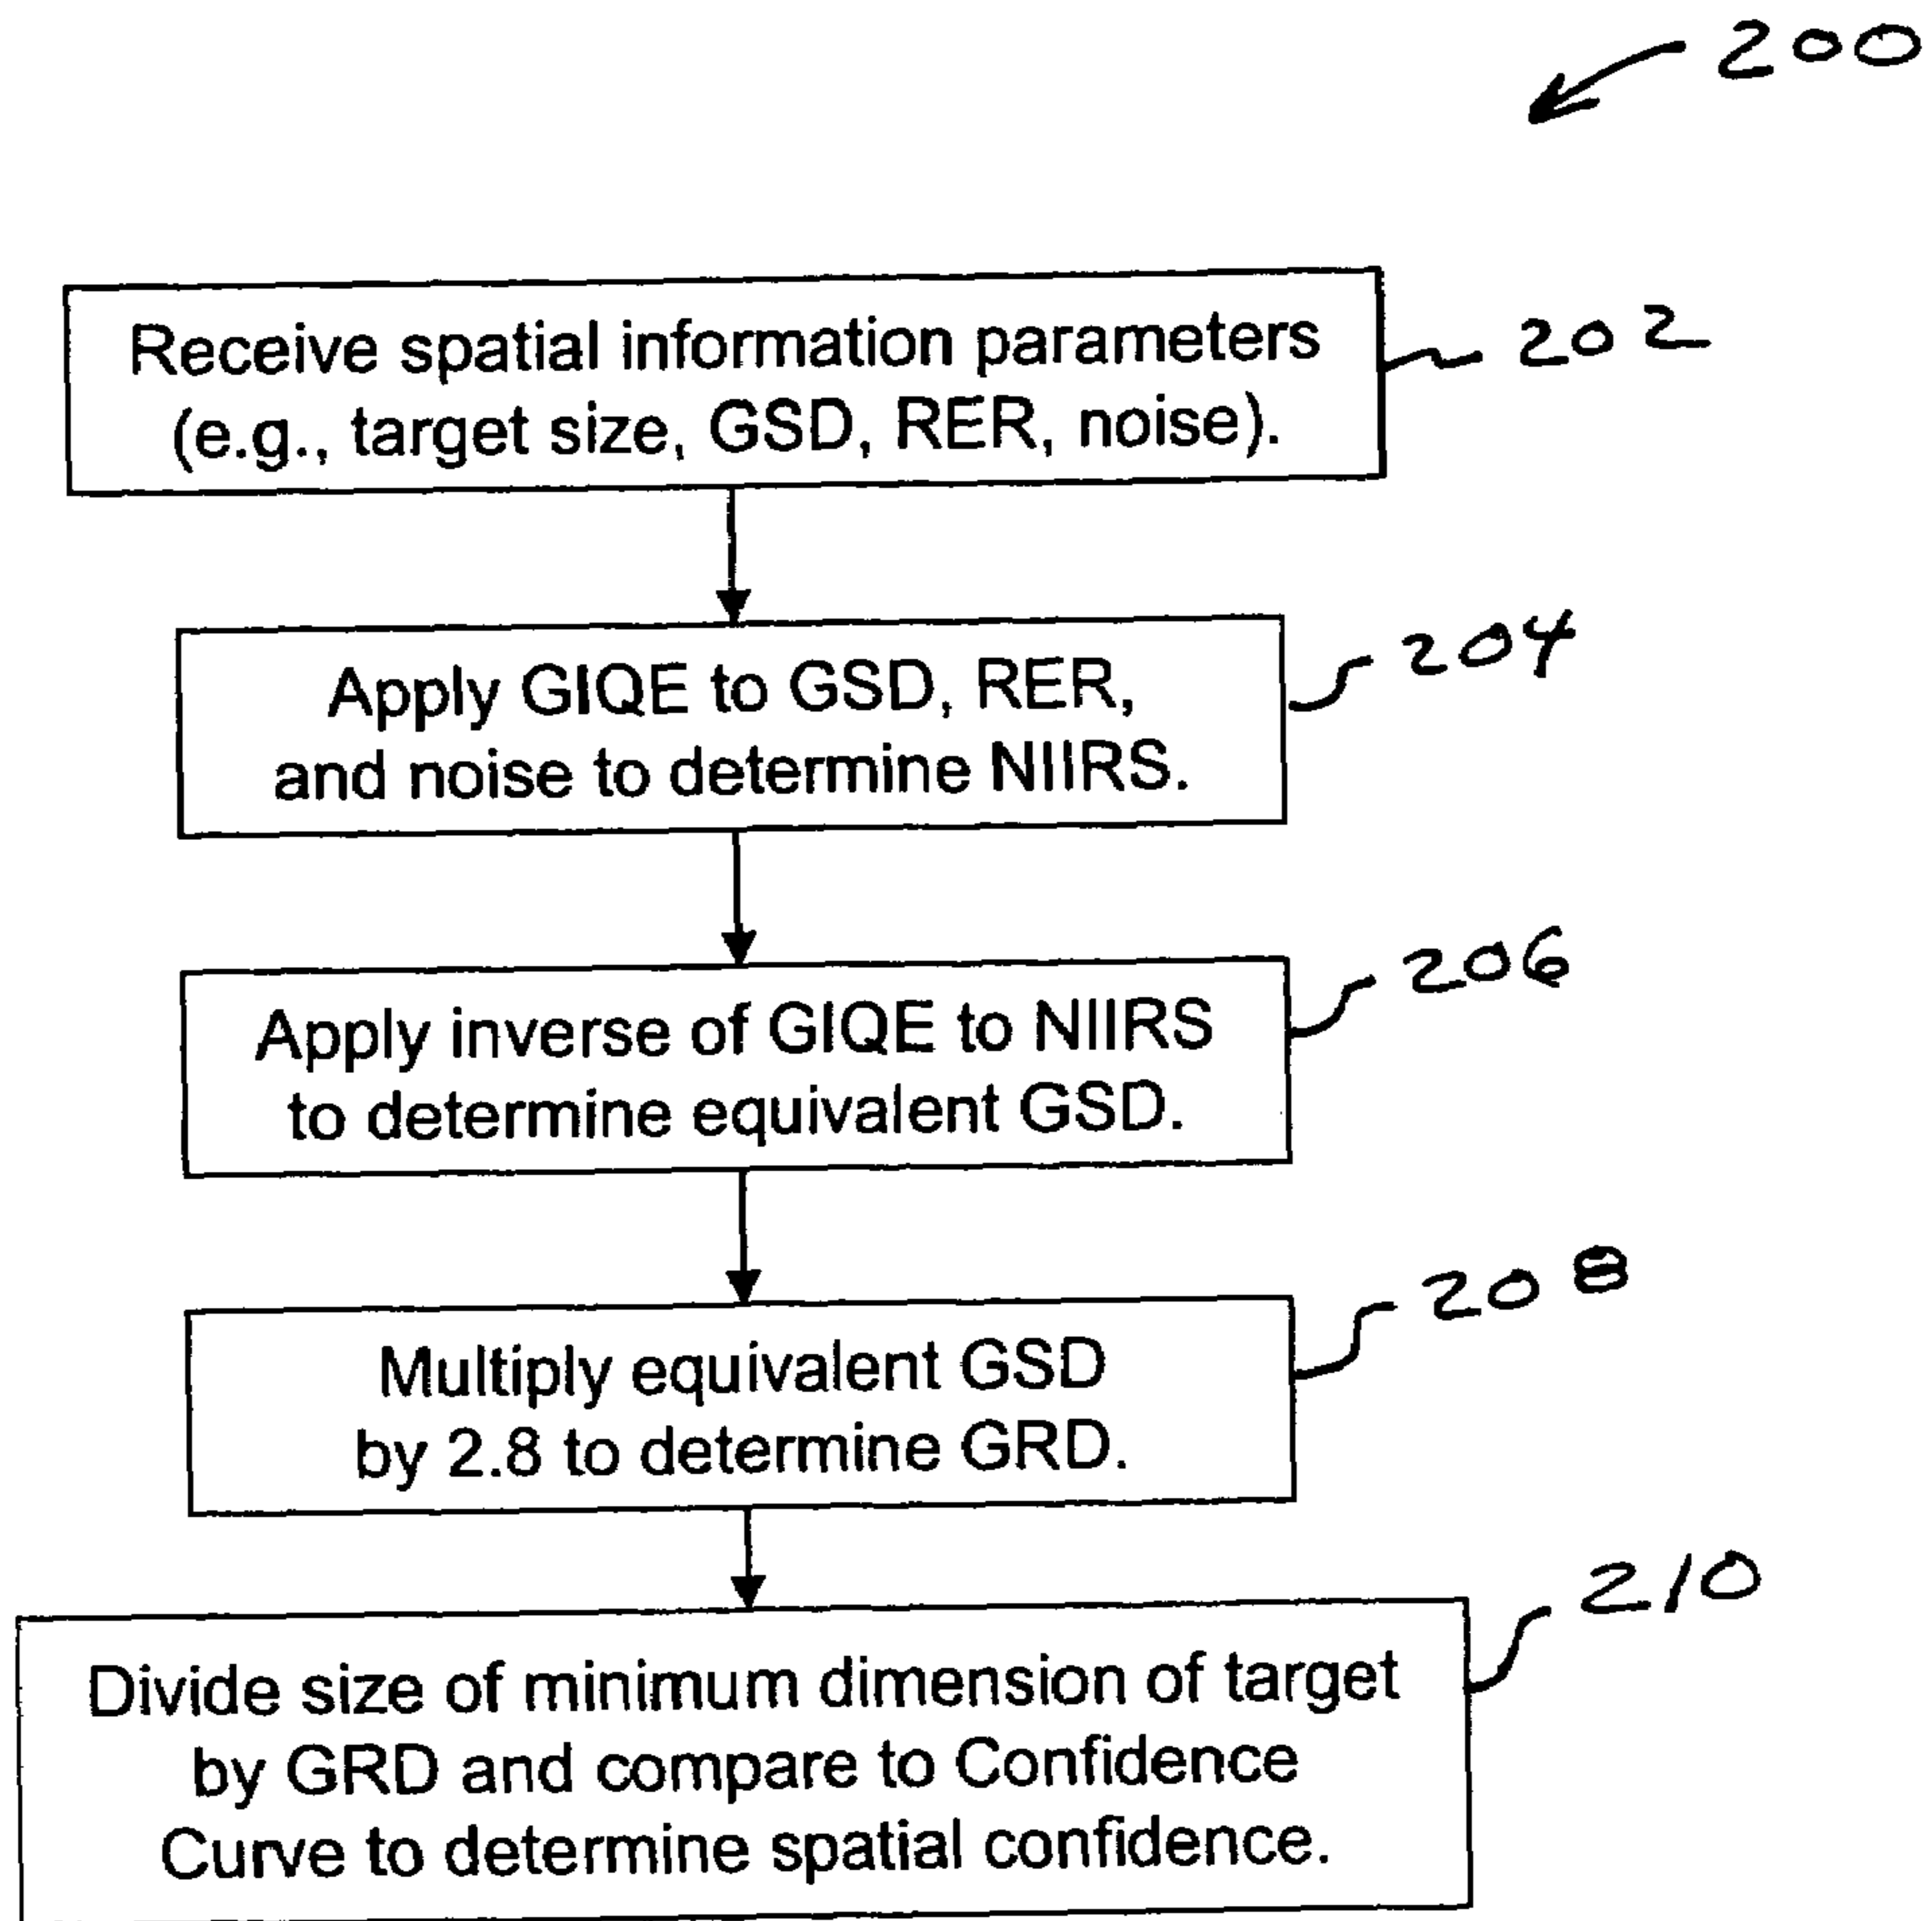 200
Receive spatial information parameters
(e.g., target size, GSD, RER, noise).
202
Apply GIQE to GSD, RER,
and noise to determine NIIRS.
204
Apply inverse of GIQE to NIIRS
to determine equivalent GSD.
206
Multiply equivalent GSD
by 2.8 to determine GRD.
208
Divide size of minimum dimension of target
by GRD and compare to Confidence
Curve to determine spatial confidence.
210